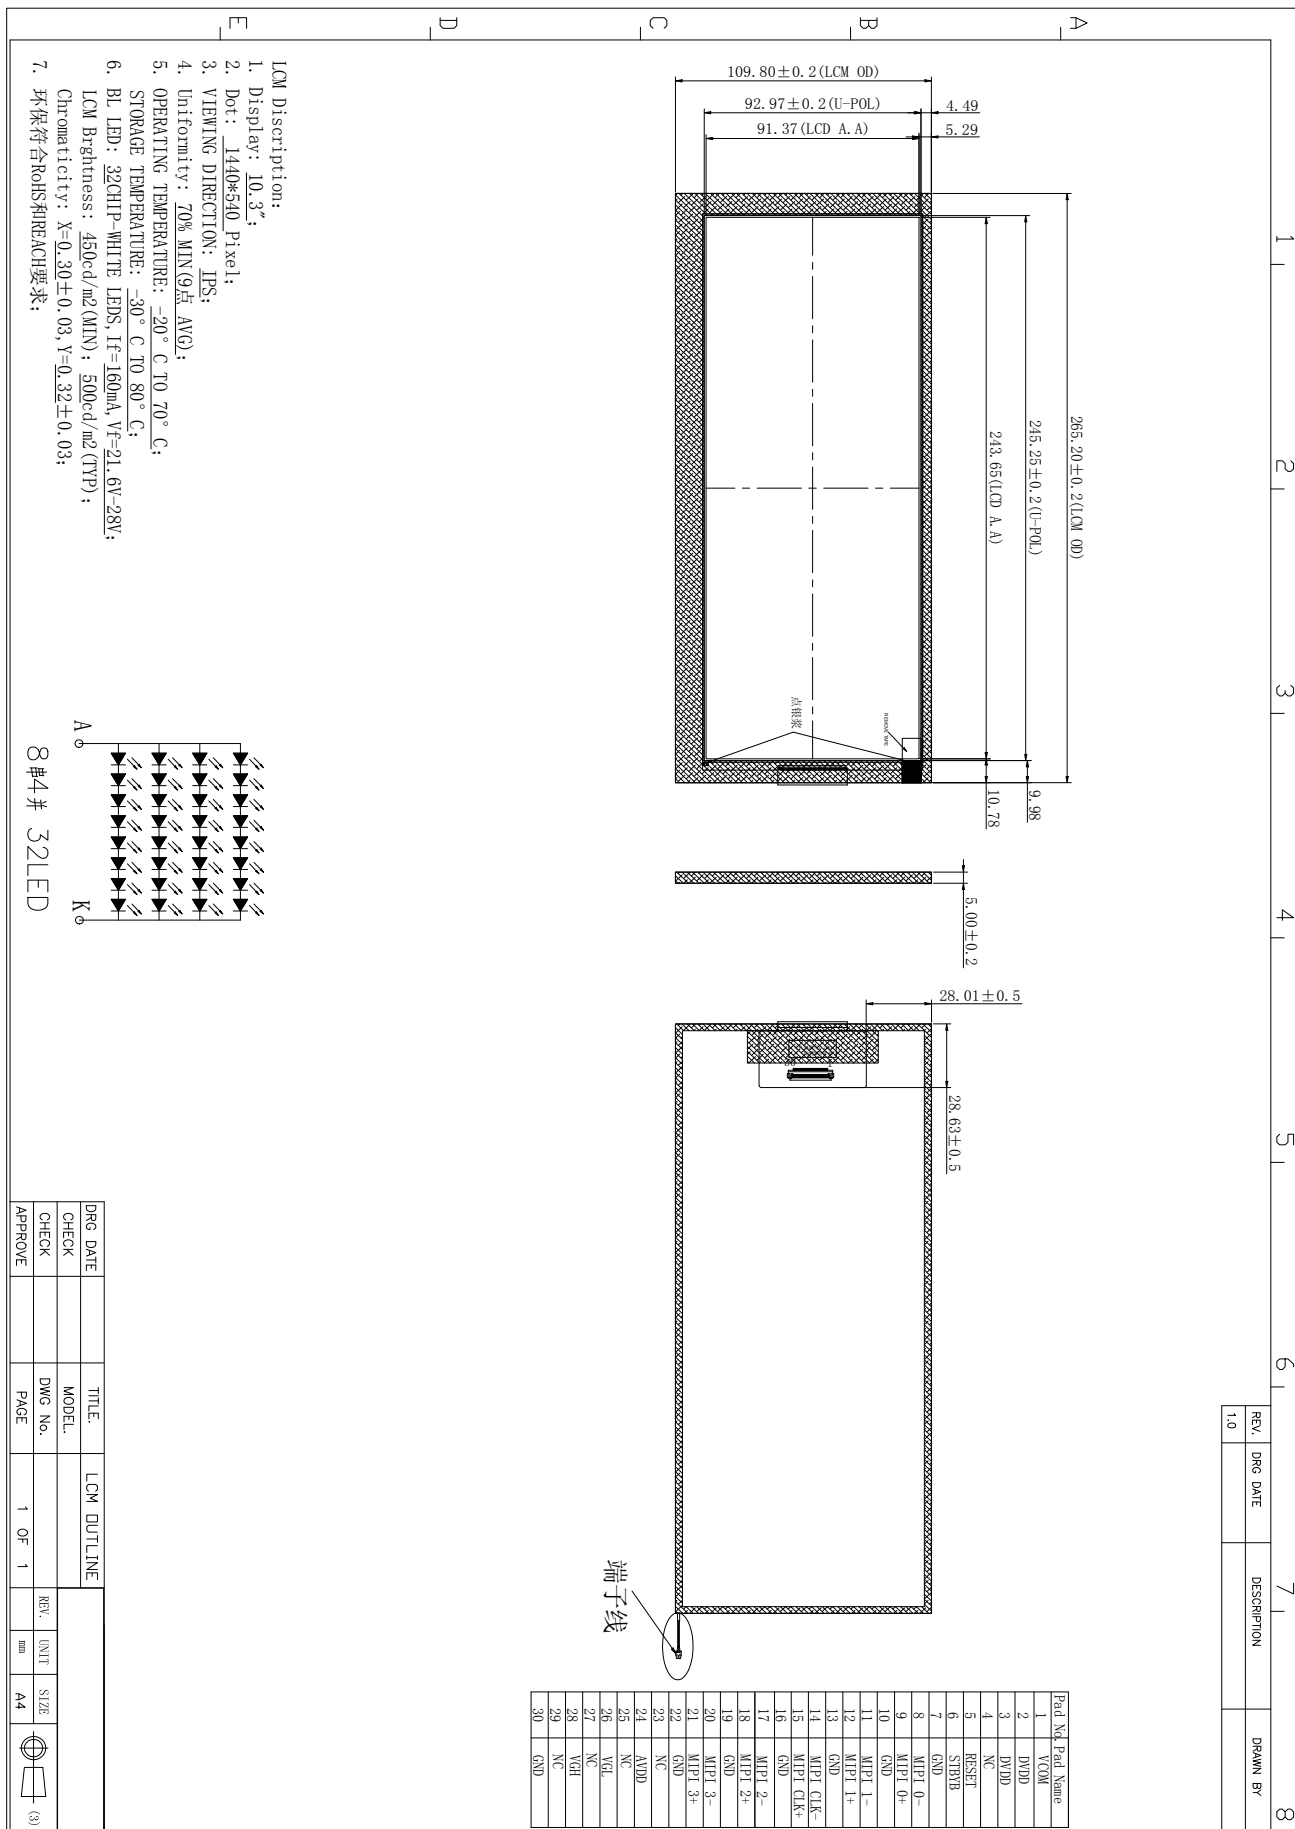 1
2
3
4
5
6
7
8
A
B
C
D
E
REV.
DRG DATE
DESCRIPTION
DRAWN BY
1.0
265.20±0.2(LCM OD)
245.25±0.2(U-POL)
243.65(LCD A.A)
9.98
10.78
109.80±0.2(LCM OD)
92.97±0.2(U-POL)
91.37(LCD A.A)
4.49
5.29
REMOVE TAPE
点银浆
5.00±0.2
28.01±0.5
28.63±0.5
30
1
端子线
Pad No. Pad Name
1 VCOM
2 DVDD
3 DVDD
4 NC
5 RESET
6 STBYB
7 GND
8 MIPI 0-
9 MIPI 0+
10 GND
11 MIPI 1-
12 MIPI 1+
13 GND
14 MIPI CLK-
15 MIPI CLK+
16 GND
17 MIPI 2-
18 MIPI 2+
19 GND
20 MIPI 3-
21 MIPI 3+
22 GND
23 NC
24 AVDD
25 NC
26 VGL
27 NC
28 VGH
29 NC
30 GND
LCM Discription:
1. Display: 10.3″;
2. Dot: 1440*540 Pixel;
3. VIEWING DIRECTION: IPS;
4. Uniformity: 70% MIN(9点 AVG);
5. OPERATING TEMPERATURE: -20° C TO 70° C;
STORAGE TEMPERATURE: -30° C TO 80° C;
6. BL LED: 32CHIP-WHITE LEDS, If=160mA, Vf=21.6V-28V;
LCM Brghtness: 450cd/m2(MIN); 500cd/m2(TYP);
Chromaticity: X=0.30±0.03,Y=0.32±0.03;
7. 环保符合RoHS和REACH要求;
A
K
8串4并 32LED
DRG DATE
TITLE.
LCM OUTLINE
CHECK
MODEL.
CHECK
DWG No.
REV.
UNIT
SIZE
APPROVE
PAGE
1 OF 1
mm
A4
(3)